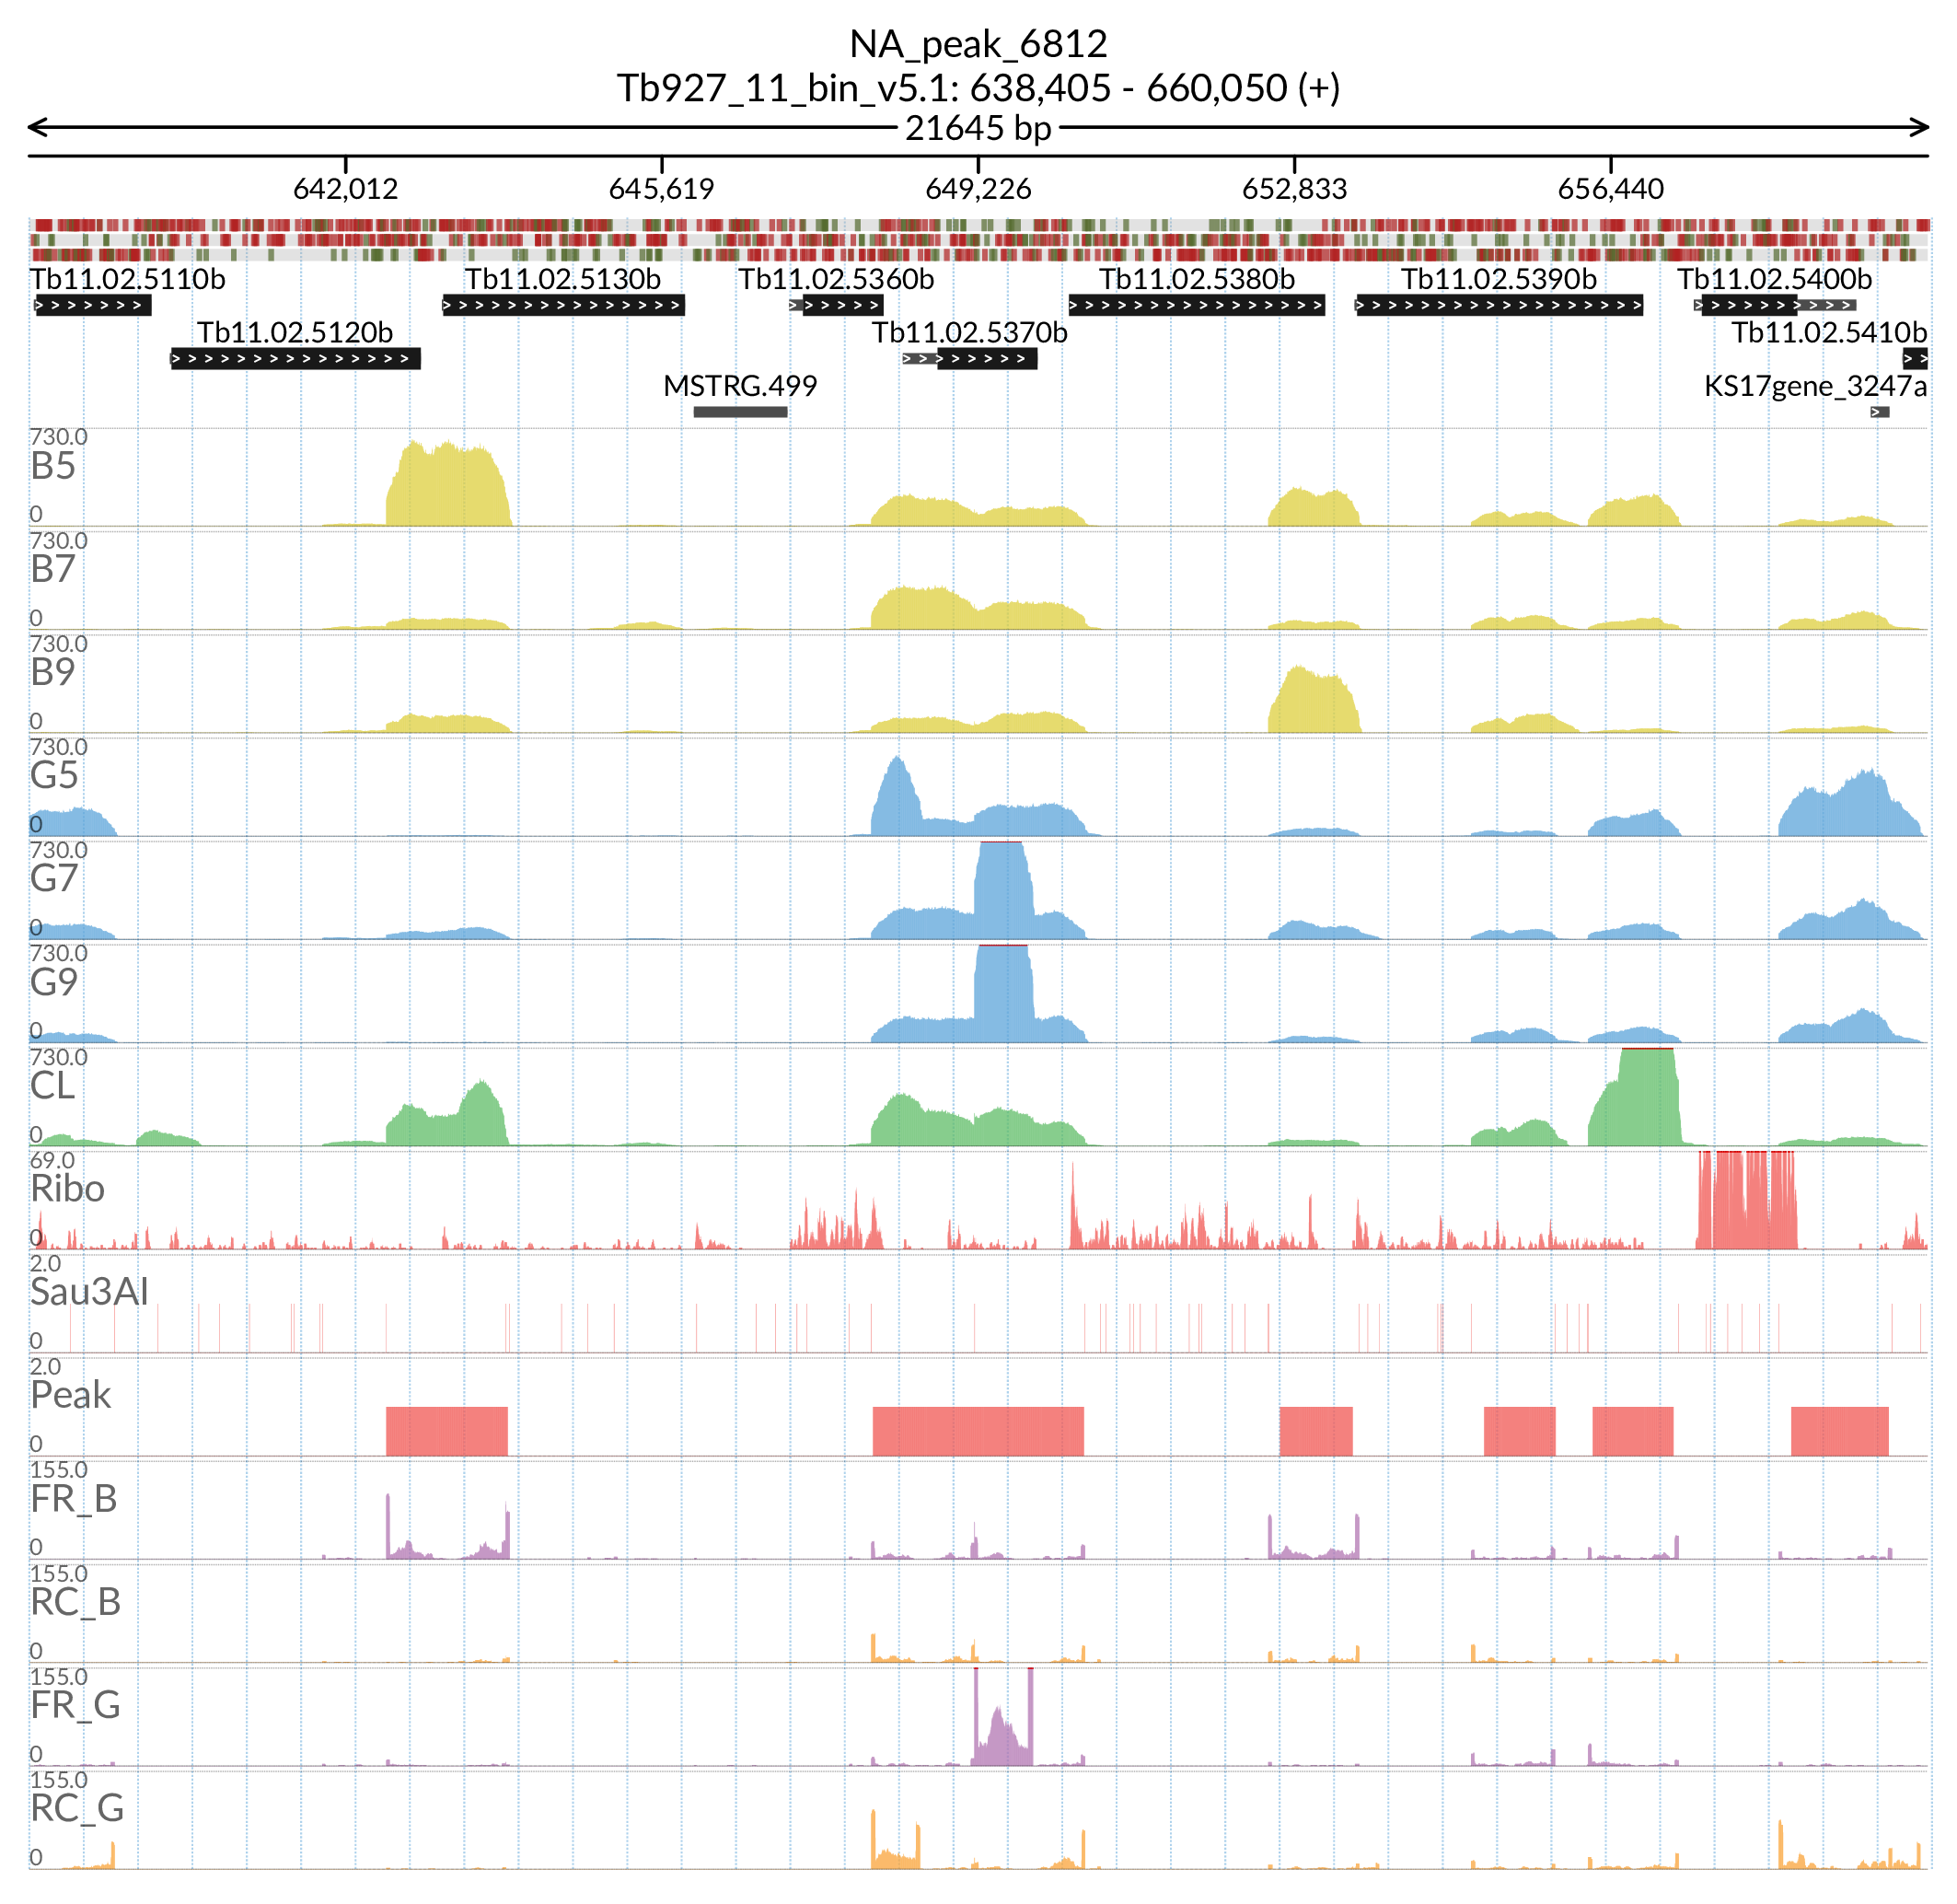 NA_peak_6812
Tb927_11_bin_v5.1: 638,405 - 660,050 (+)
21645 bp
642,012 645,619 649,226 652,833 656,440
Tb11.02.5110b Tb11.02.5130b Tb11.02.5360b Tb11.02.5380b Tb11.02.5390b Tb11.02.5400b
Tb11.02.5120b Tb11.02.5370b Tb11.02.5410b
MSTRG.499 KS17gene_3247a
730.0
B5
0
730.0
B7
0
730.0
B9
0
730.0
G5
0
730.0
G7
0
730.0
G9
0
730.0
CL
0
69.0
Ribo
0
2.0
Sau3AI
0
2.0
Peak
0
155.0
FR_B
0
155.0
RC_B
0
155.0
FR_G
0
155.0
RC_G
0